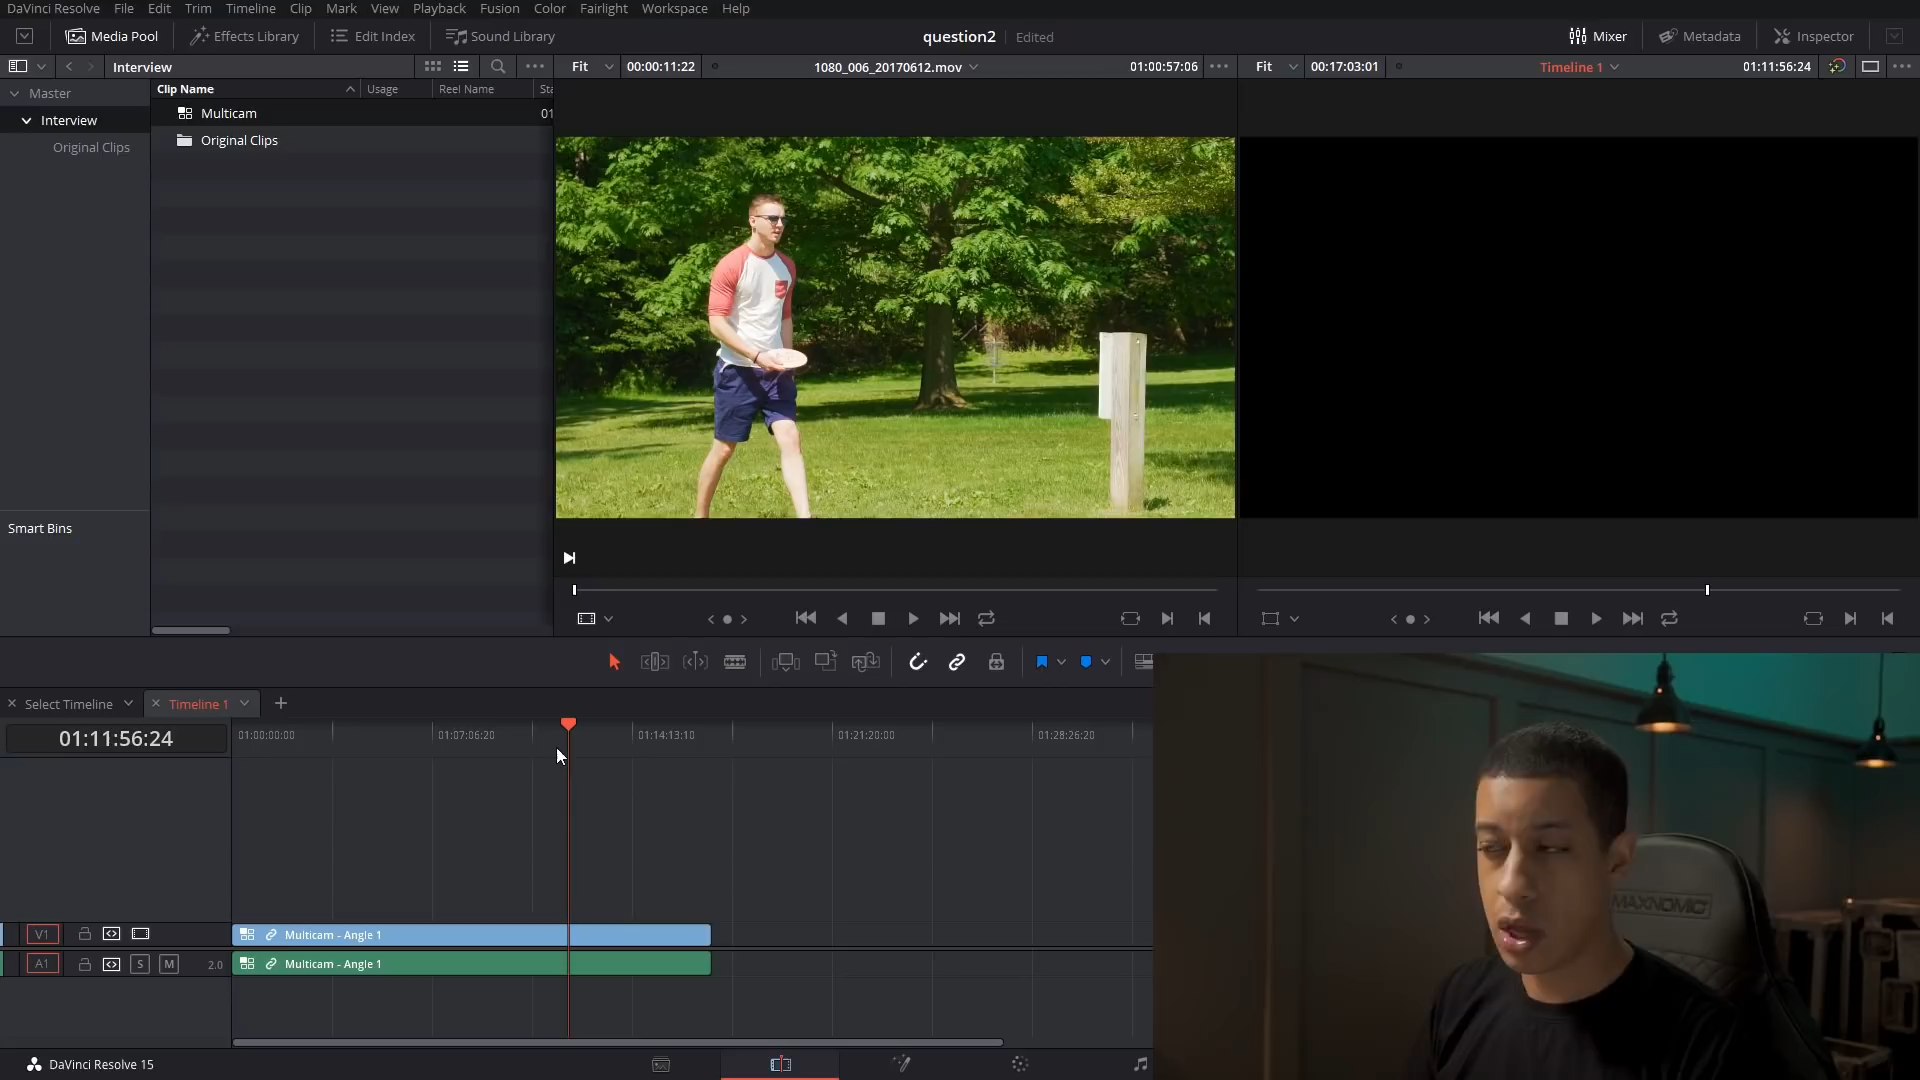 DaVinci Resolve File Edit Trim Timeline Clip Mark View Playback Fusion Color Fairlight Workspace Help
Media Pool Effects Library Edit Index Sound Library question2 Edited Mixer Metadata Inspector
Interview Fit 00:00:11:22 1080_006_20170612.mov 01:00:57:06 Fit 00:17:03:01 Timeline 1 01:11:56:24
Master Clip Name Usage Reel Name Sta
Interview Multicam 01
Original Clips Original Clips
Smart Bins
Select Timeline Timeline 1
01:11:56:24 01:00:00:00 01:07:06:20 01:14:13:10 01:21:20:00 01:28:26:20
V1 Multicam - Angle 1
A1 S M 2.0 Multicam - Angle 1
MAXNOMIC
DaVinci Resolve 15